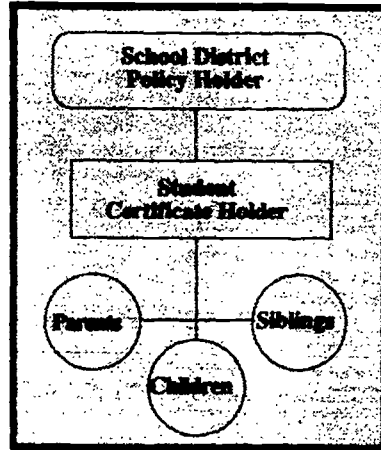 School District
Policy Holder
Student
Certificate Holder
Parents
Siblings
Children